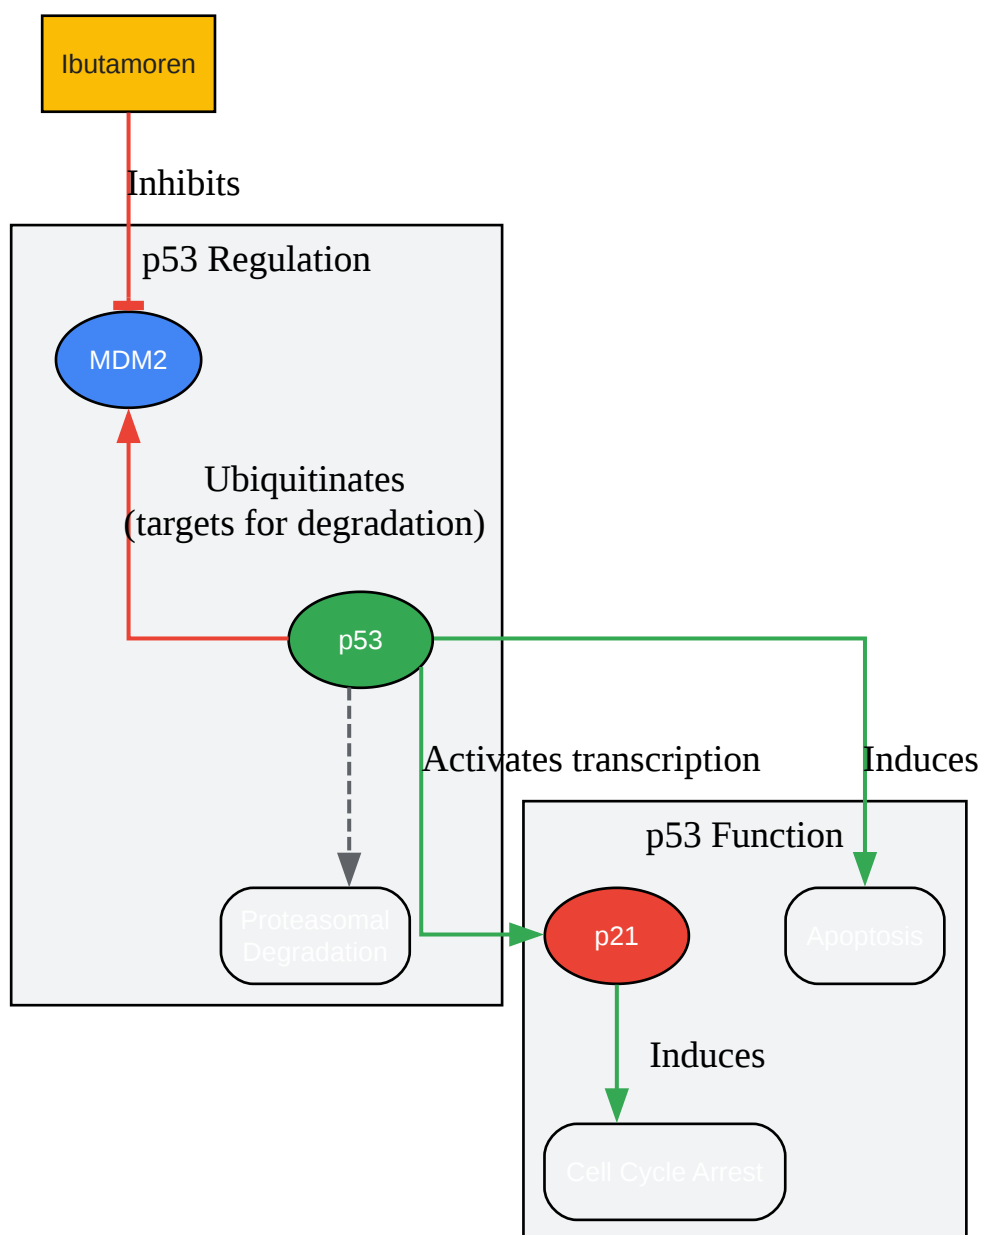 Ibutamoren
Inhibits
p53 Regulation
MDM2
Ubiquitinates
(targets for degradation)
p53
Activates transcription
Induces
p53 Function
Proteasomal
Degradation
p21
Apoptosis
Induces
Cell Cycle Arrest